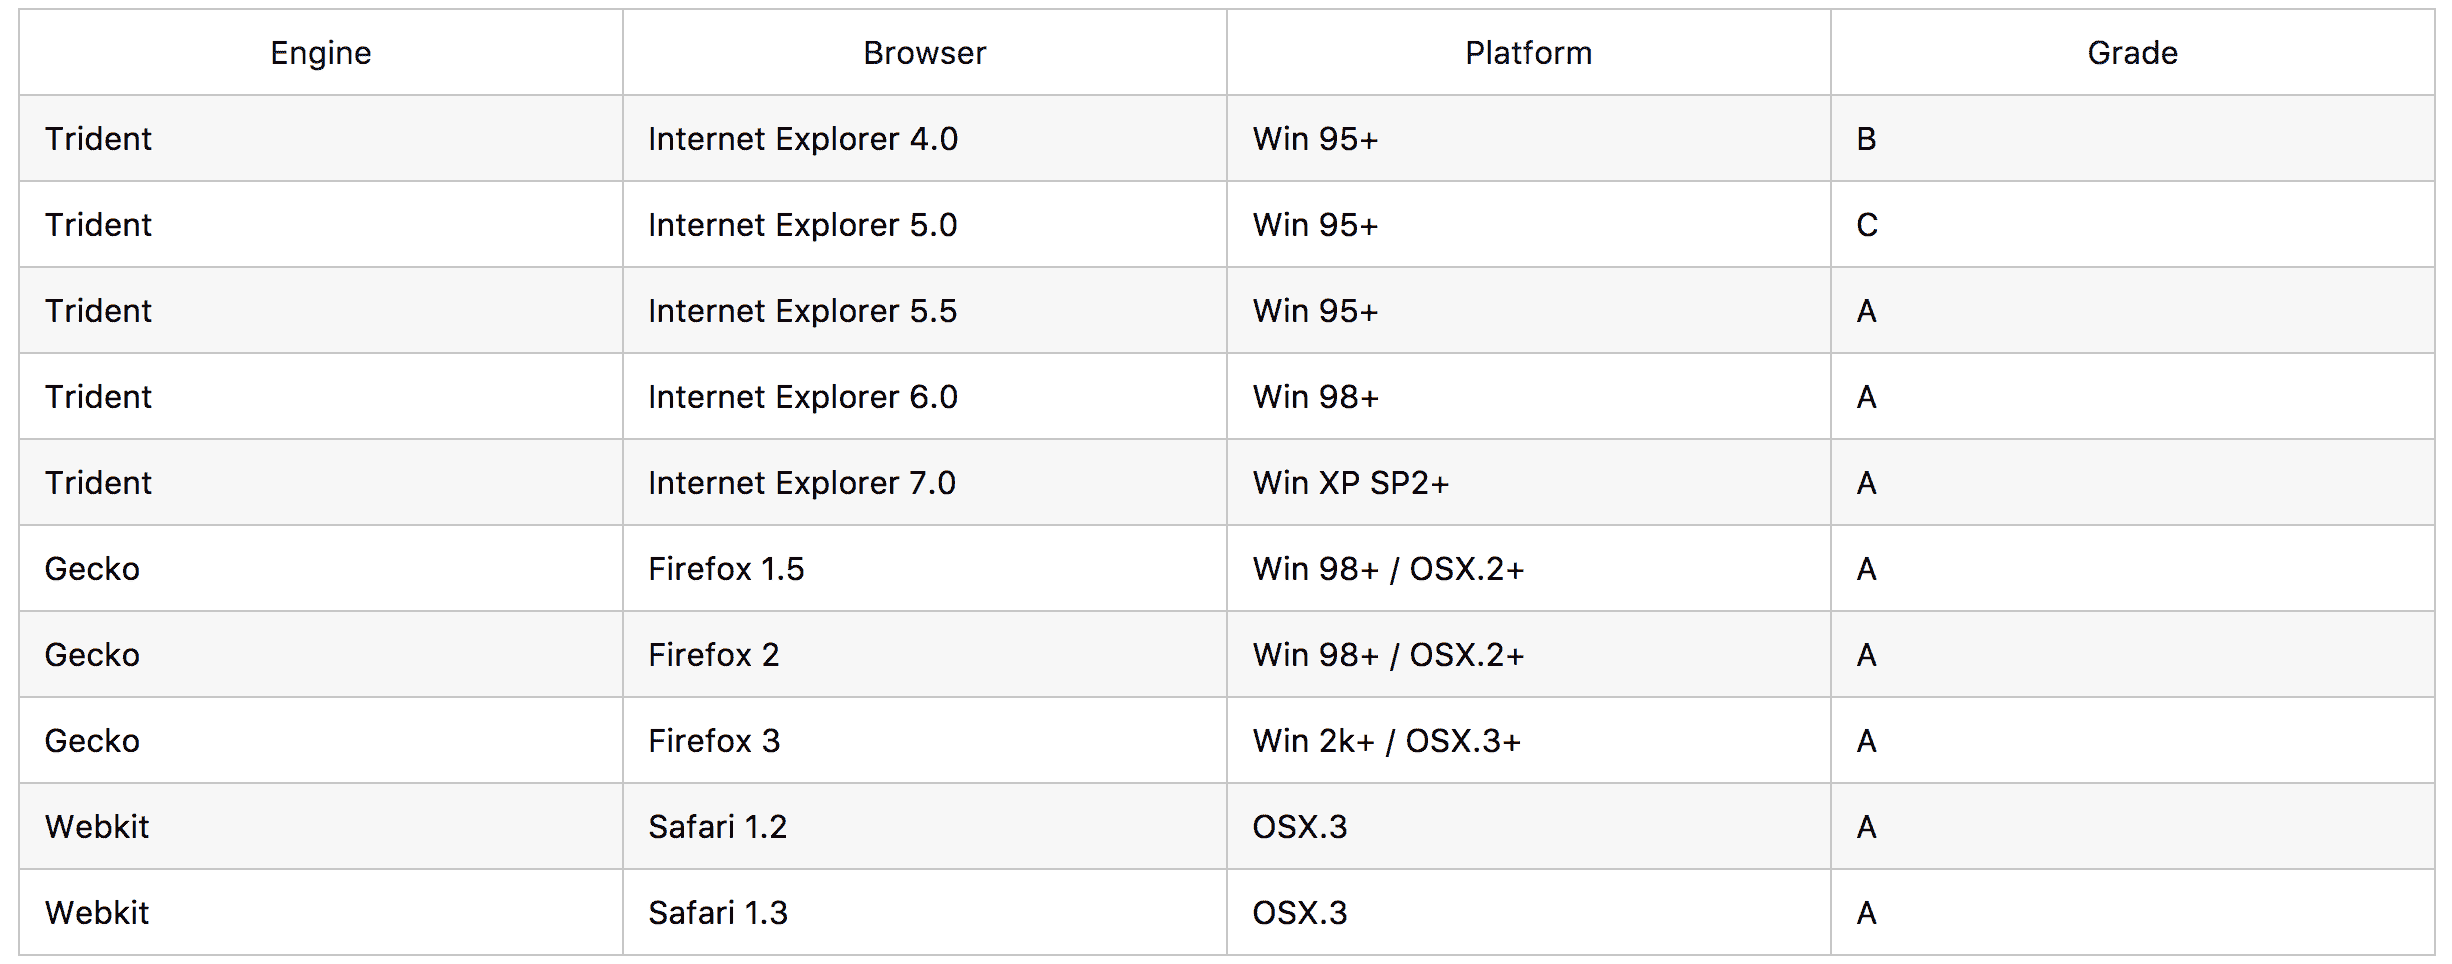 Engine Browser Platform Grade
Trident Internet Explorer 4.0 Win 95+ B
Trident Internet Explorer 5.0 Win 95+ C
Trident Internet Explorer 5.5 Win 95+ A
Trident Internet Explorer 6.0 Win 98+ A
Trident Internet Explorer 7.0 Win XP SP2+ A
Gecko Firefox 1.5 Win 98+ / OSX.2+ A
Gecko Firefox 2 Win 98+ / OSX.2+ A
Gecko Firefox 3 Win 2k+ / OSX.3+ A
Webkit Safari 1.2 OSX.3 A
Webkit Safari 1.3 OSX.3 A